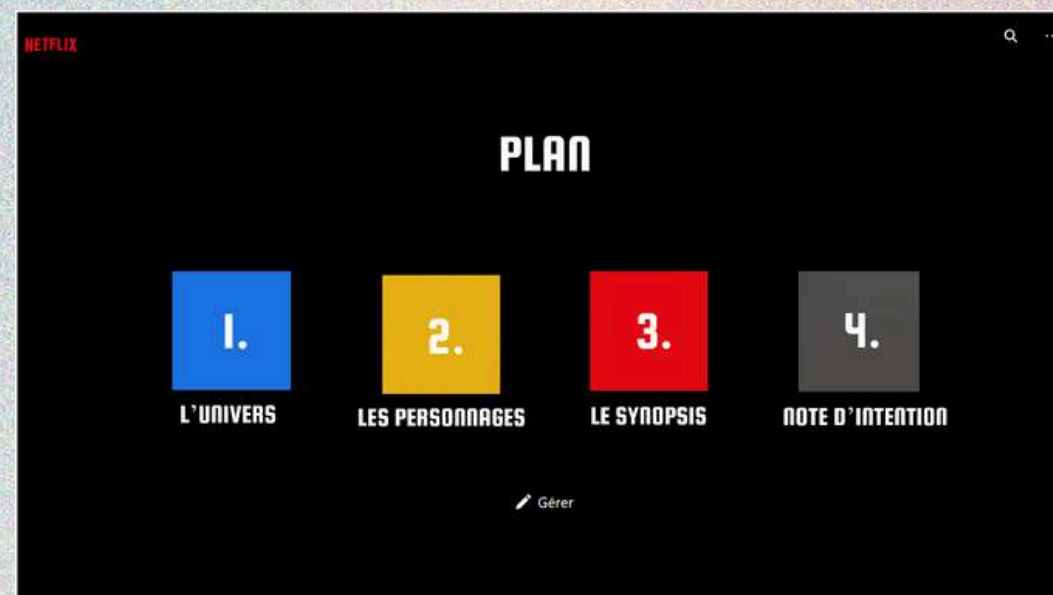 NETFLIX
PLAN
1.
2.
3.
4.
L'UNIVERS
LES PERSONNAGES
LE SYNOPSIS
NOTE D'INTENTION
Gérer